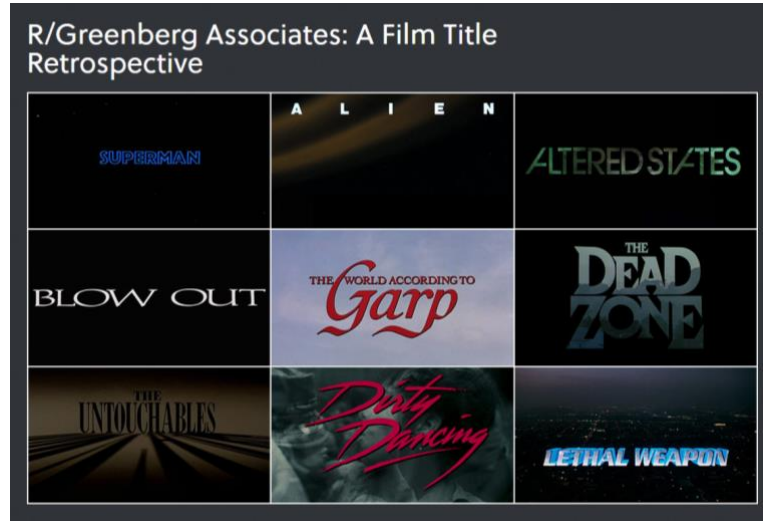 R/Greenberg Associates: A Film Title
Retrospective
SUPERMAN
A L I E N
ALTERED STATES
BLOW OUT
THE WORLD ACCORDING TO
Garp
THE
DEAD
ZONE
THE
UNTOUCHABLES
Dirty
Dancing
LETHAL WEAPON